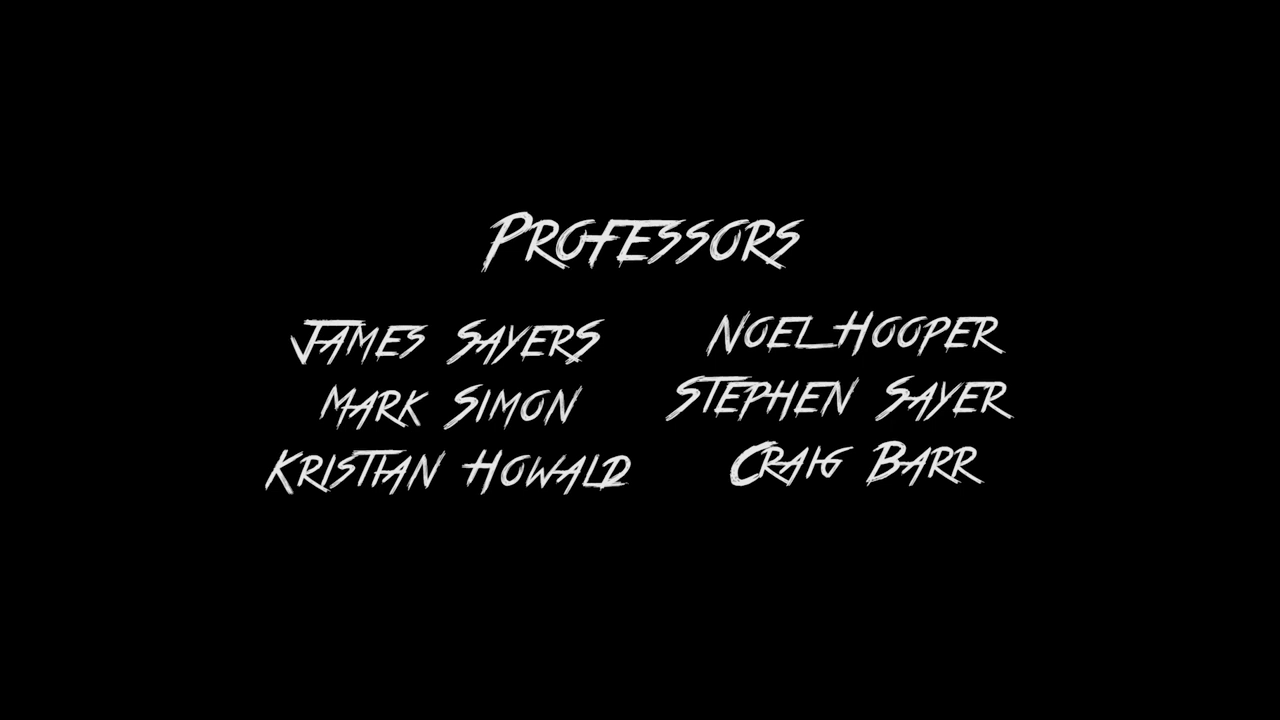 Professors
James Sayers
Mark Simon
Kristian Howald
Noel Hooper
Stephen Sayer
Craig Barr